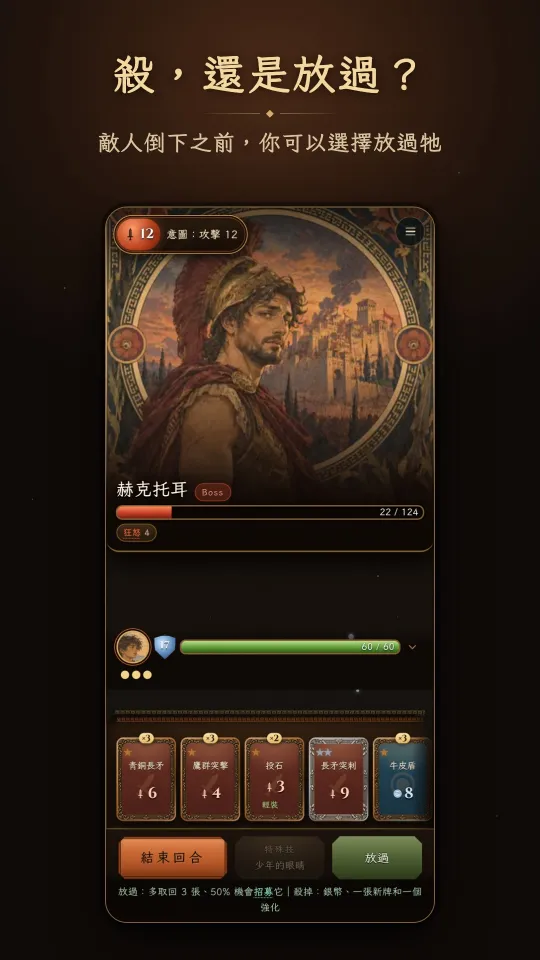 殺，還是放過？
敵人倒下之前，你可以選擇放過牠
12 意圖：攻擊 12
赫克托耳 Boss
22 / 124
狂怒 4
17 60 / 60
×3 ×3 ×2 ×3
青銅長矛 鷹群突擊 投石 長矛突刺 牛皮盾
6 4 3 9 8
輕裝
結束回合 特殊技 放過
少年的眼睛
放過：多取回 3 張、50% 機會招募它 | 殺掉：銀幣、一張新牌和一個
強化